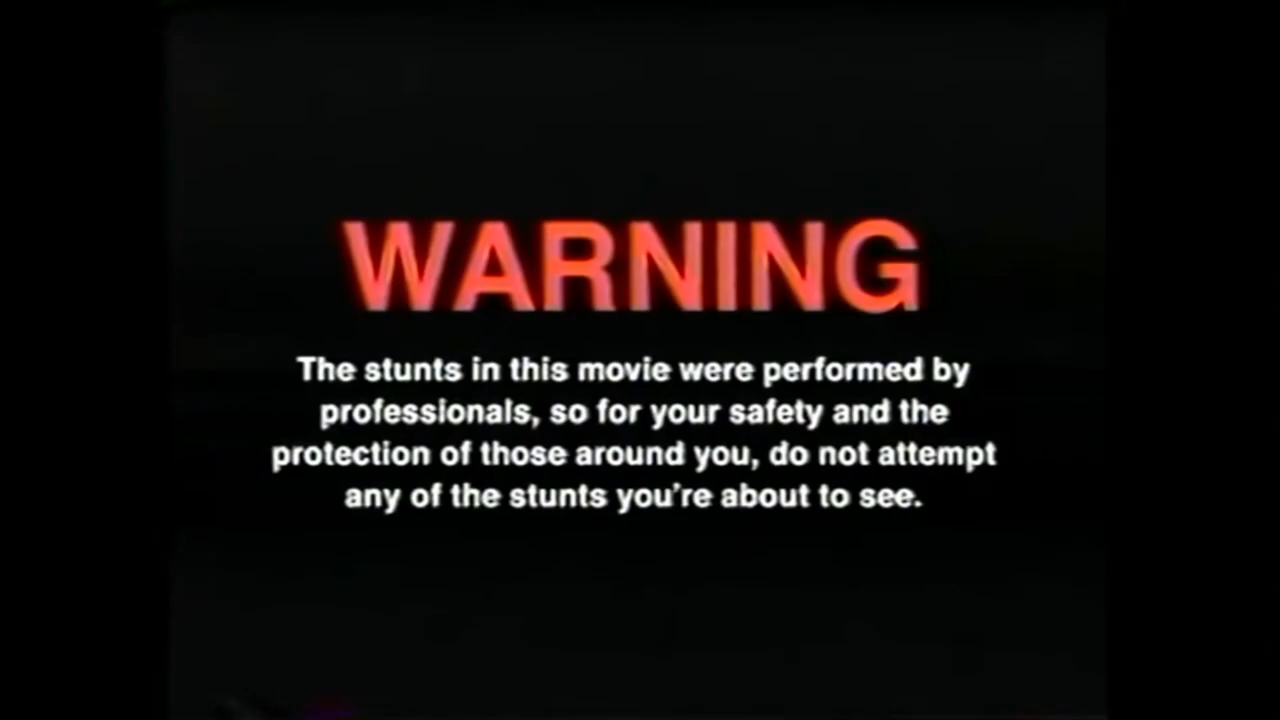 WARNING
The stunts in this movie were performed by
professionals, so for your safety and the
protection of those around you, do not attempt
any of the stunts you're about to see.